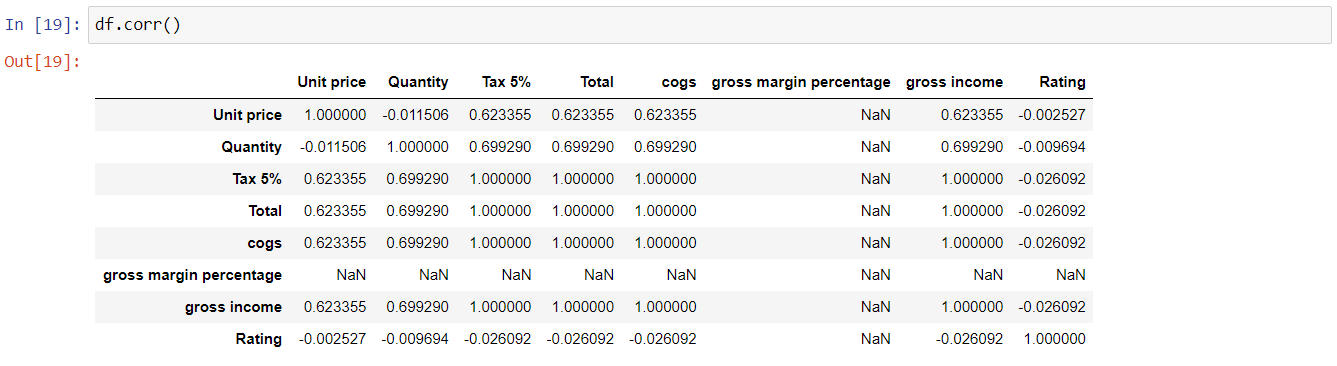 In [19]: df.corr()
Out[19]:
Unit price Quantity Tax 5% Total cogs gross margin percentage gross income Rating
Unit price 1.000000 -0.011506 0.623355 0.623355 0.623355 NaN 0.623355 -0.002527
Quantity -0.011506 1.000000 0.699290 0.699290 0.699290 NaN 0.699290 -0.009694
Tax 5% 0.623355 0.699290 1.000000 1.000000 1.000000 NaN 1.000000 -0.026092
Total 0.623355 0.699290 1.000000 1.000000 1.000000 NaN 1.000000 -0.026092
cogs 0.623355 0.699290 1.000000 1.000000 1.000000 NaN 1.000000 -0.026092
gross margin percentage NaN NaN NaN NaN NaN NaN NaN NaN
gross income 0.623355 0.699290 1.000000 1.000000 1.000000 NaN 1.000000 -0.026092
Rating -0.002527 -0.009694 -0.026092 -0.026092 -0.026092 NaN -0.026092 1.000000